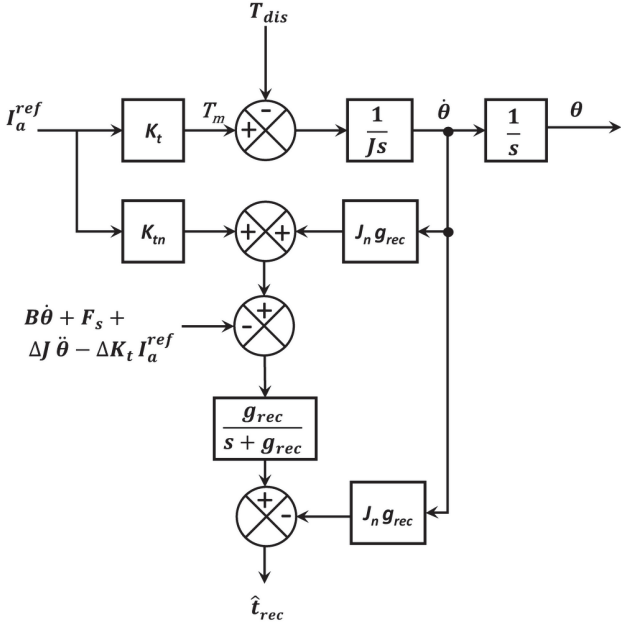 T_dis
I_a^ref
K_t
T_m
-
+
1
Js
θ̇
1
s
θ
K_tn
+ +
J_n g_rec
Bθ̇ + F_s +
ΔJ θ̈ − ΔK_t I_a^ref
+
-
g_rec
s + g_rec
+
-
J_n g_rec
t̂_rec